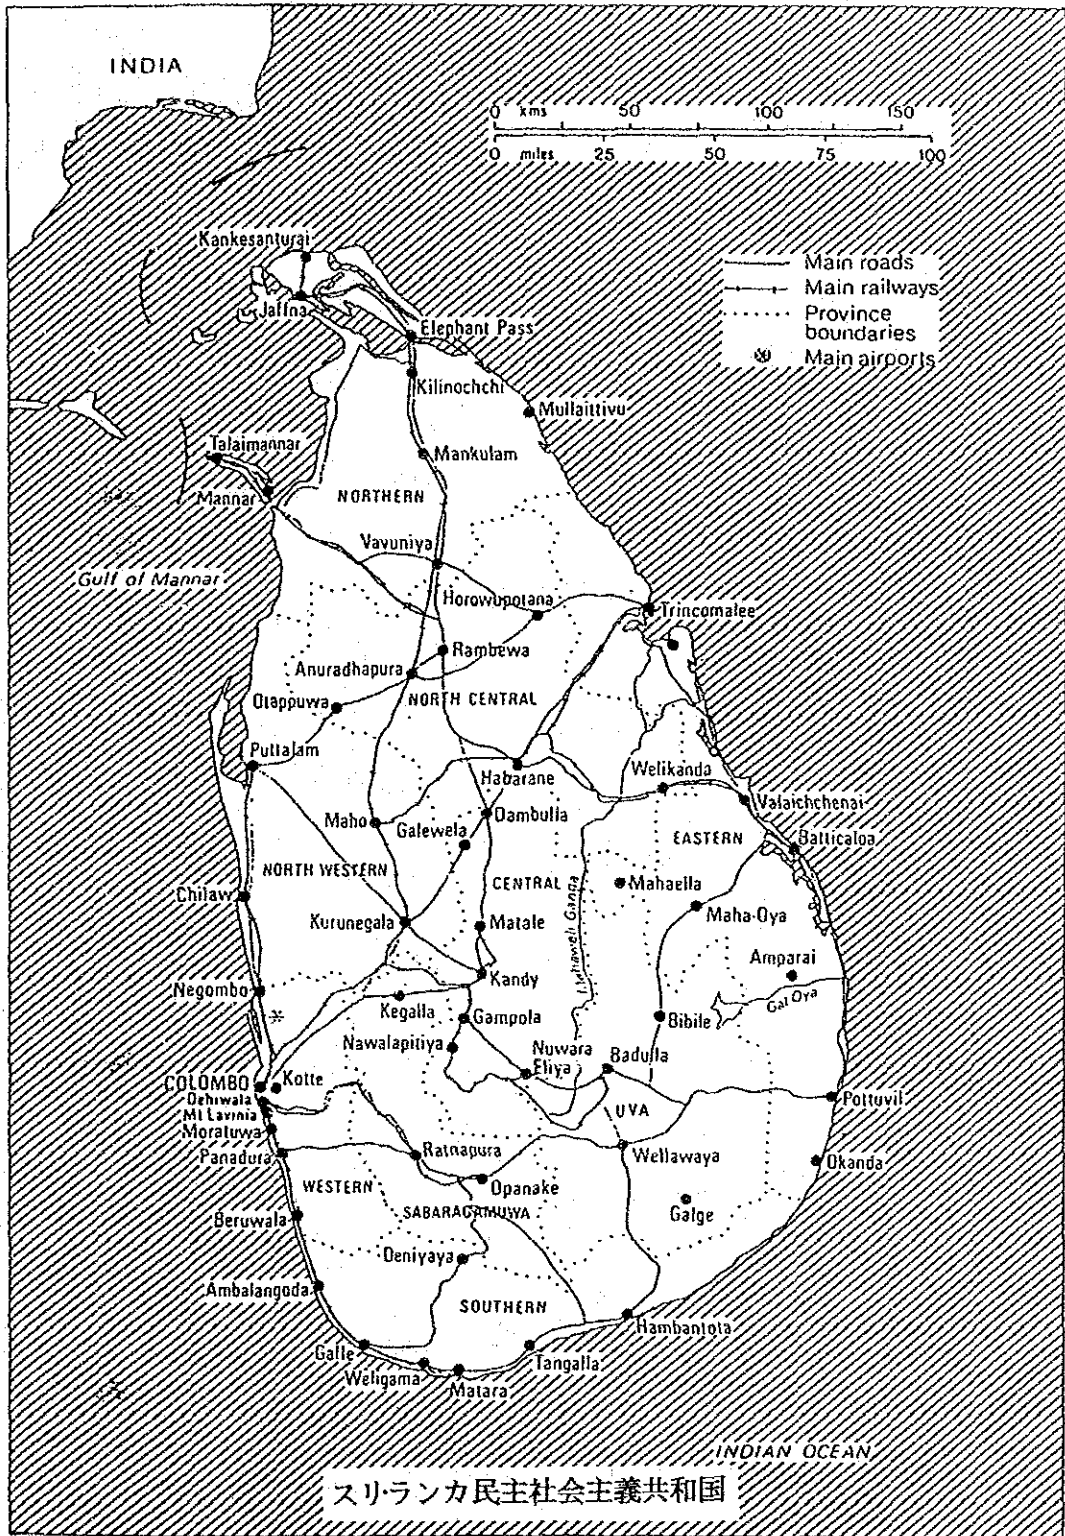 INDIA
0 kms 50 100 150
0 miles 25 50 75 100
Kankesanturai
Jaffna
Elephant Pass
Main roads
Main railways
Province
boundaries
Main airports
Kilinochchi
Mullaittivu
Talaimannar
Mankulam
Mannar
NORTHERN
Vavuniya
Gulf of Mannar
Horowupotana
Trincomalee
Rambewa
Anuradhapura
NORTH CENTRAL
Otappuwa
Puttalam
Habarane
Welikanda
Valaichchenai
Maho
Galewela
Dambulla
EASTERN
Batticaloa
NORTH WESTERN
CENTRAL
Mahaella
Chilaw
Maha-Oya
Kurunegala
Matale
Mahaweli Ganga
Amparai
Kandy
Negombo
Kegalla
Gal Oya
Gampola
Bibile
Nawalapitiya
Nuwara
Eliya
Badulla
COLOMBO
Kotte
Dehiwala
Mt Lavinia
UVA
Pottuvil
Moratuwa
Panadura
Ratnapura
Wellawaya
Okanda
WESTERN
Opanake
Galge
Beruwala
SABARAGAMUWA
Deniyaya
Ambalangoda
SOUTHERN
Hambantota
Galle
Weligama
Matara
Tangalla
INDIAN OCEAN
スリ・ランカ民主社会主義共和国